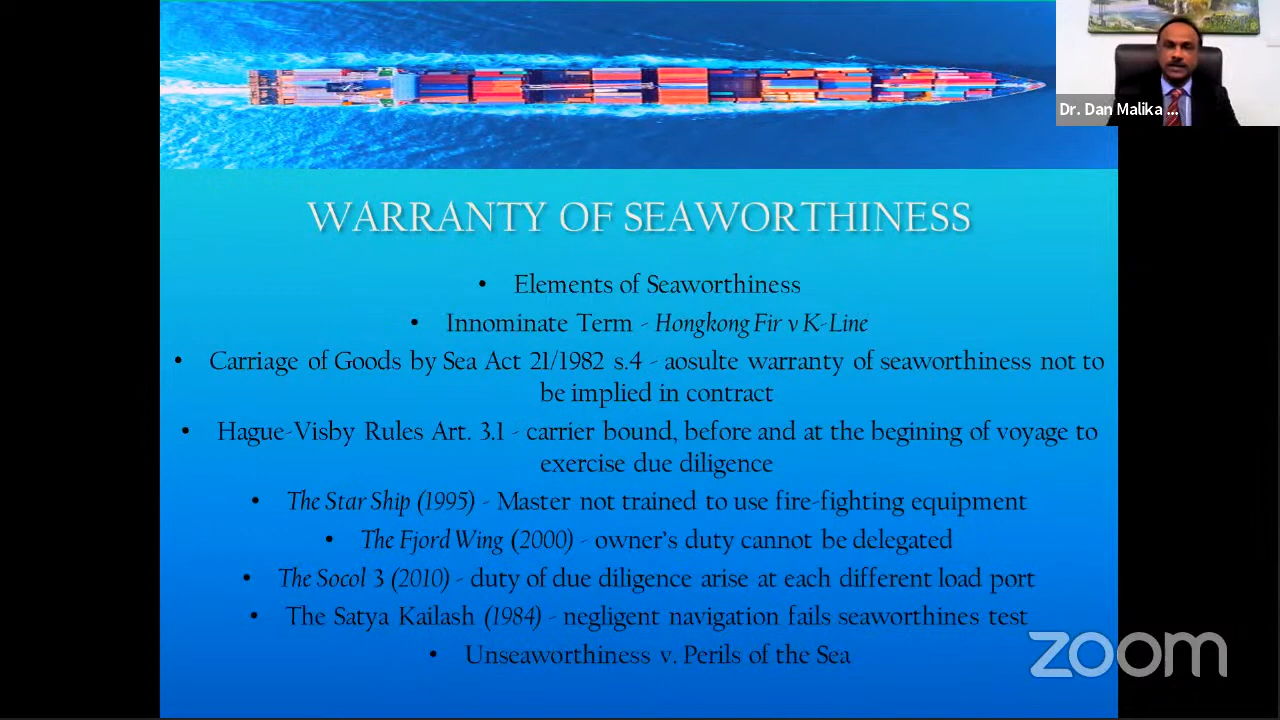 Dr. Dan Malika ...
WARRANTY OF SEAWORTHINESS
• Elements of Seaworthiness
• Innominate Term - Hongkong Fir v K-Line
• Carriage of Goods by Sea Act 21/1982 s.4 - aosulte warranty of seaworthiness not to
be implied in contract
• Hague-Visby Rules Art. 3.1 - carrier bound, before and at the begining of voyage to
exercise due diligence
• The Star Ship (1995) - Master not trained to use fire-fighting equipment
• The Fjord Wing (2000) - owner's duty cannot be delegated
• The Socol 3 (2010) - duty of due diligence arise at each different load port
• The Satya Kailash (1984) - negligent navigation fails seaworthines test
• Unseaworthiness v. Perils of the Sea
zoom